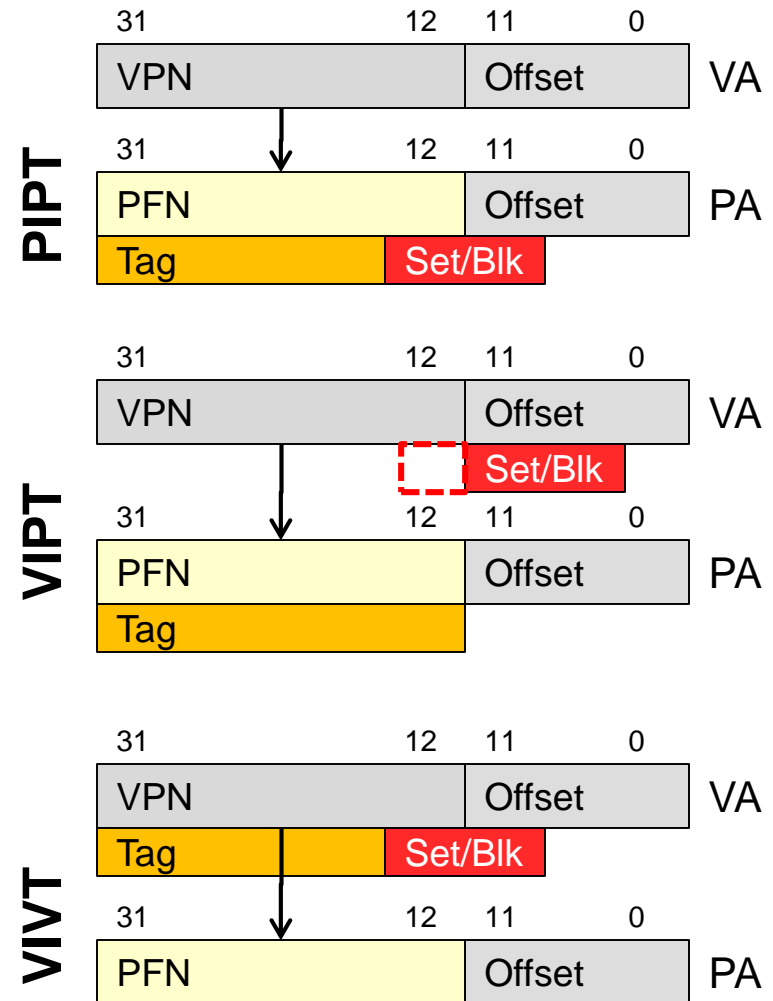 31 12 11 0
VPN Offset VA
PIPT
31 12 11 0
PFN Offset PA
Tag Set/Blk
31 12 11 0
VPN Offset VA
Set/Blk
VIPT
31 12 11 0
PFN Offset PA
Tag
31 12 11 0
VPN Offset VA
Tag Set/Blk
VIVT
31 12 11 0
PFN Offset PA